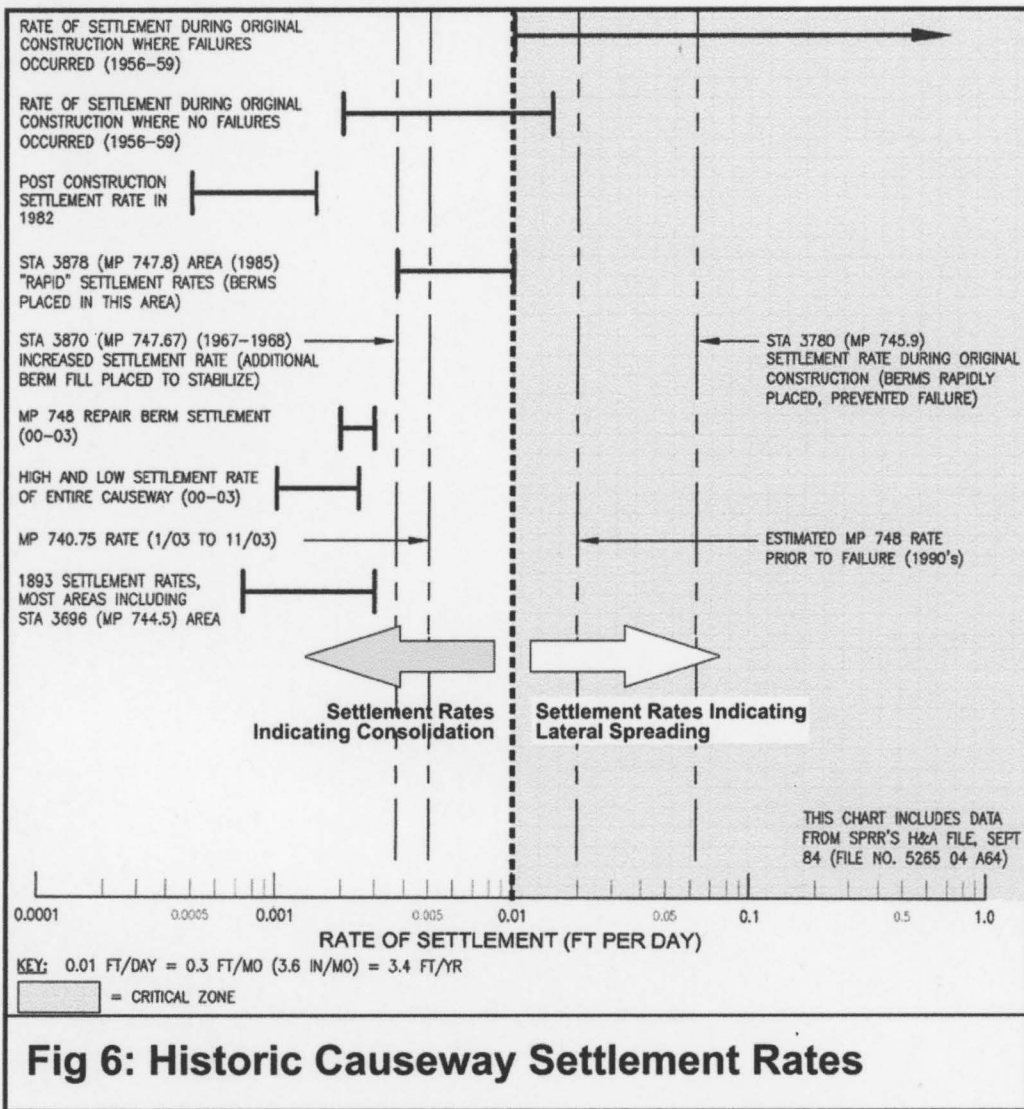 RATE OF SETTLEMENT DURING ORIGINAL
CONSTRUCTION WHERE FAILURES
OCCURRED (1956-59)
RATE OF SETTLEMENT DURING ORIGINAL
CONSTRUCTION WHERE NO FAILURES
OCCURRED (1956-59)
POST CONSTRUCTION
SETTLEMENT RATE IN
1982
STA 3878 (MP 747.8) AREA (1985)
"RAPID" SETTLEMENT RATES (BERMS
PLACED IN THIS AREA)
STA 3870 (MP 747.67) (1967-1968)
INCREASED SETTLEMENT RATE (ADDITIONAL
BERM FILL PLACED TO STABILIZE)
STA 3780 (MP 745.9)
SETTLEMENT RATE DURING ORIGINAL
CONSTRUCTION (BERMS RAPIDLY
PLACED, PREVENTED FAILURE)
MP 748 REPAIR BERM SETTLEMENT
(00-03)
HIGH AND LOW SETTLEMENT RATE
OF ENTIRE CAUSEWAY (00-03)
MP 740.75 RATE (1/03 TO 11/03)
ESTIMATED MP 748 RATE
PRIOR TO FAILURE (1990's)
1893 SETTLEMENT RATES,
MOST AREAS INCLUDING
STA 3696 (MP 744.5) AREA
Settlement Rates
Indicating Consolidation
Settlement Rates Indicating
Lateral Spreading
THIS CHART INCLUDES DATA
FROM SPRR'S H&A FILE, SEPT
84 (FILE NO. 5265 04 A64)
0.0001 0.0005 0.001 0.005 0.01 0.05 0.1 0.5 1.0
RATE OF SETTLEMENT (FT PER DAY)
KEY: 0.01 FT/DAY = 0.3 FT/MO (3.6 IN/MO) = 3.4 FT/YR
= CRITICAL ZONE
Fig 6: Historic Causeway Settlement Rates